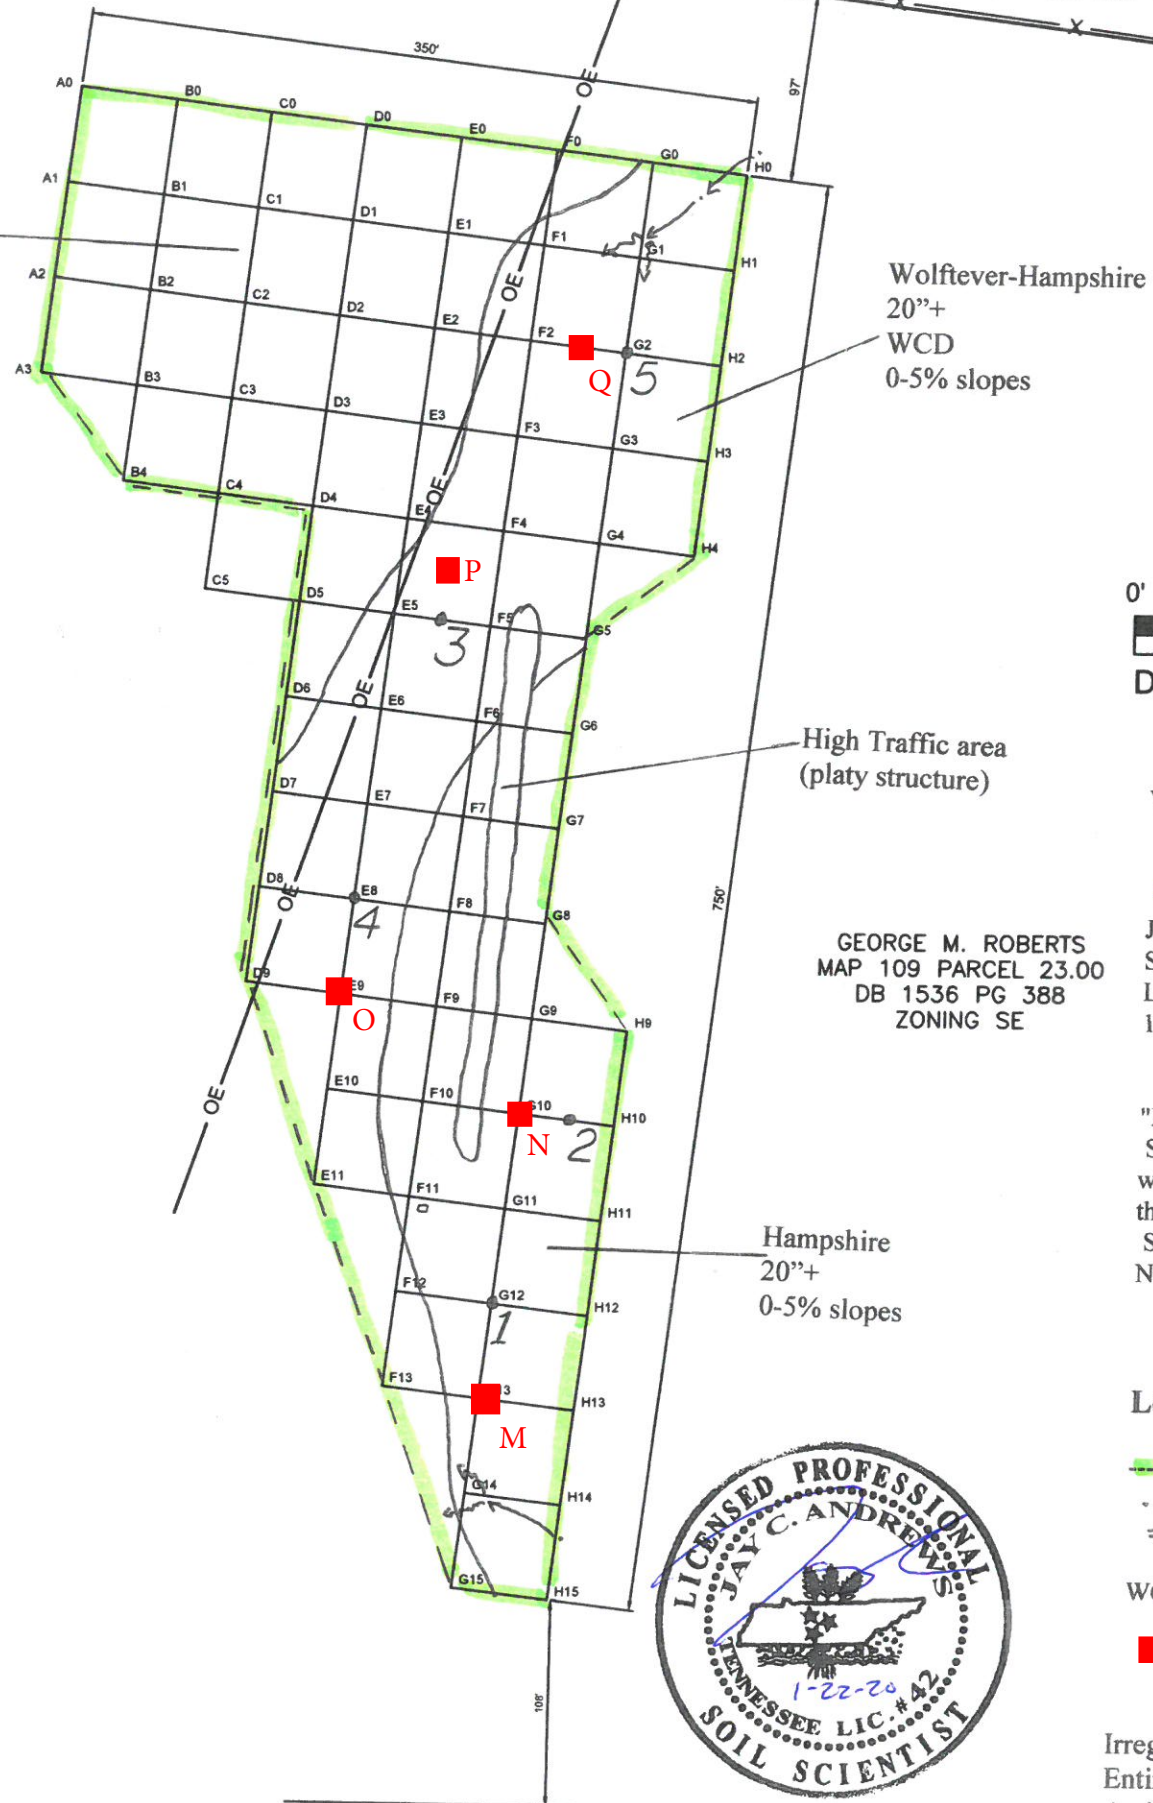 X
X
350'
97'
OE
A0
B0
C0
D0
E0
F0
G0
H0
A1
B1
C1
D1
E1
F1
G1
H1
OE
A2
B2
C2
D2
E2
F2
G2
H2
Q
5
Wolftever-Hampshire
20”+
WCD
0-5% slopes
A3
B3
C3
D3
E3
F3
G3
H3
OE
B4
C4
D4
E4
F4
G4
H4
P
C5
D5
E5
F5
G5
3
0'
D
OE
D6
E6
F6
G6
High Traffic area
(platy structure)
D7
E7
F7
G7
OE
D8
E8
F8
G8
4
750'
GEORGE M. ROBERTS
MAP 109 PARCEL 23.00
DB 1536 PG 388
ZONING SE
D9
E9
F9
G9
H9
O
OE
E10
F10
G10
H10
N
2
E11
F11
G11
H11
Hampshire
20”+
0-5% slopes
F12
G12
H12
1
F13
3
H13
M
G14
H14
G15
H15
108'
LICENSED PROFESSIONAL
JAY C. ANDREWS
1-22-20
TENNESSEE LIC.#42
SOIL SCIENTIST
J
S
L
S
w
th
S
N
L
W
Irreg
Enti